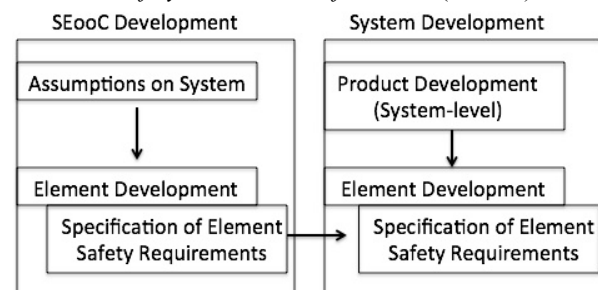 SEooC Development
System Development
Assumptions on System
Product Development
(System-level)
Element Development
Element Development
Specification of Element
Safety Requirements
Specification of Element
Safety Requirements